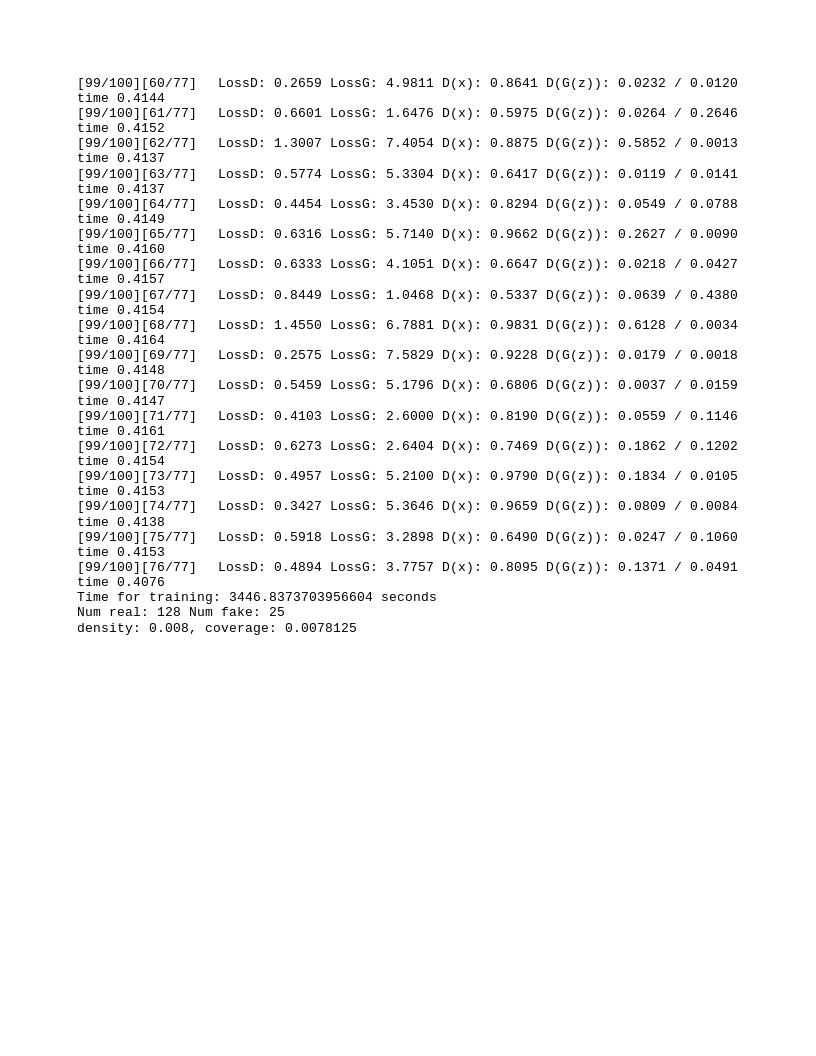 [99/100][60/77] LossD: 0.2659 LossG: 4.9811 D(x): 0.8641 D(G(z)): 0.0232 / 0.0120
time 0.4144
[99/100][61/77] LossD: 0.6601 LossG: 1.6476 D(x): 0.5975 D(G(z)): 0.0264 / 0.2646
time 0.4152
[99/100][62/77] LossD: 1.3007 LossG: 7.4054 D(x): 0.8875 D(G(z)): 0.5852 / 0.0013
time 0.4137
[99/100][63/77] LossD: 0.5774 LossG: 5.3304 D(x): 0.6417 D(G(z)): 0.0119 / 0.0141
time 0.4137
[99/100][64/77] LossD: 0.4454 LossG: 3.4530 D(x): 0.8294 D(G(z)): 0.0549 / 0.0788
time 0.4149
[99/100][65/77] LossD: 0.6316 LossG: 5.7140 D(x): 0.9662 D(G(z)): 0.2627 / 0.0090
time 0.4160
[99/100][66/77] LossD: 0.6333 LossG: 4.1051 D(x): 0.6647 D(G(z)): 0.0218 / 0.0427
time 0.4157
[99/100][67/77] LossD: 0.8449 LossG: 1.0468 D(x): 0.5337 D(G(z)): 0.0639 / 0.4380
time 0.4154
[99/100][68/77] LossD: 1.4550 LossG: 6.7881 D(x): 0.9831 D(G(z)): 0.6128 / 0.0034
time 0.4164
[99/100][69/77] LossD: 0.2575 LossG: 7.5829 D(x): 0.9228 D(G(z)): 0.0179 / 0.0018
time 0.4148
[99/100][70/77] LossD: 0.5459 LossG: 5.1796 D(x): 0.6806 D(G(z)): 0.0037 / 0.0159
time 0.4147
[99/100][71/77] LossD: 0.4103 LossG: 2.6000 D(x): 0.8190 D(G(z)): 0.0559 / 0.1146
time 0.4161
[99/100][72/77] LossD: 0.6273 LossG: 2.6404 D(x): 0.7469 D(G(z)): 0.1862 / 0.1202
time 0.4154
[99/100][73/77] LossD: 0.4957 LossG: 5.2100 D(x): 0.9790 D(G(z)): 0.1834 / 0.0105
time 0.4153
[99/100][74/77] LossD: 0.3427 LossG: 5.3646 D(x): 0.9659 D(G(z)): 0.0809 / 0.0084
time 0.4138
[99/100][75/77] LossD: 0.5918 LossG: 3.2898 D(x): 0.6490 D(G(z)): 0.0247 / 0.1060
time 0.4153
[99/100][76/77] LossD: 0.4894 LossG: 3.7757 D(x): 0.8095 D(G(z)): 0.1371 / 0.0491
time 0.4076
Time for training: 3446.8373703956604 seconds
Num real: 128 Num fake: 25
density: 0.008, coverage: 0.0078125